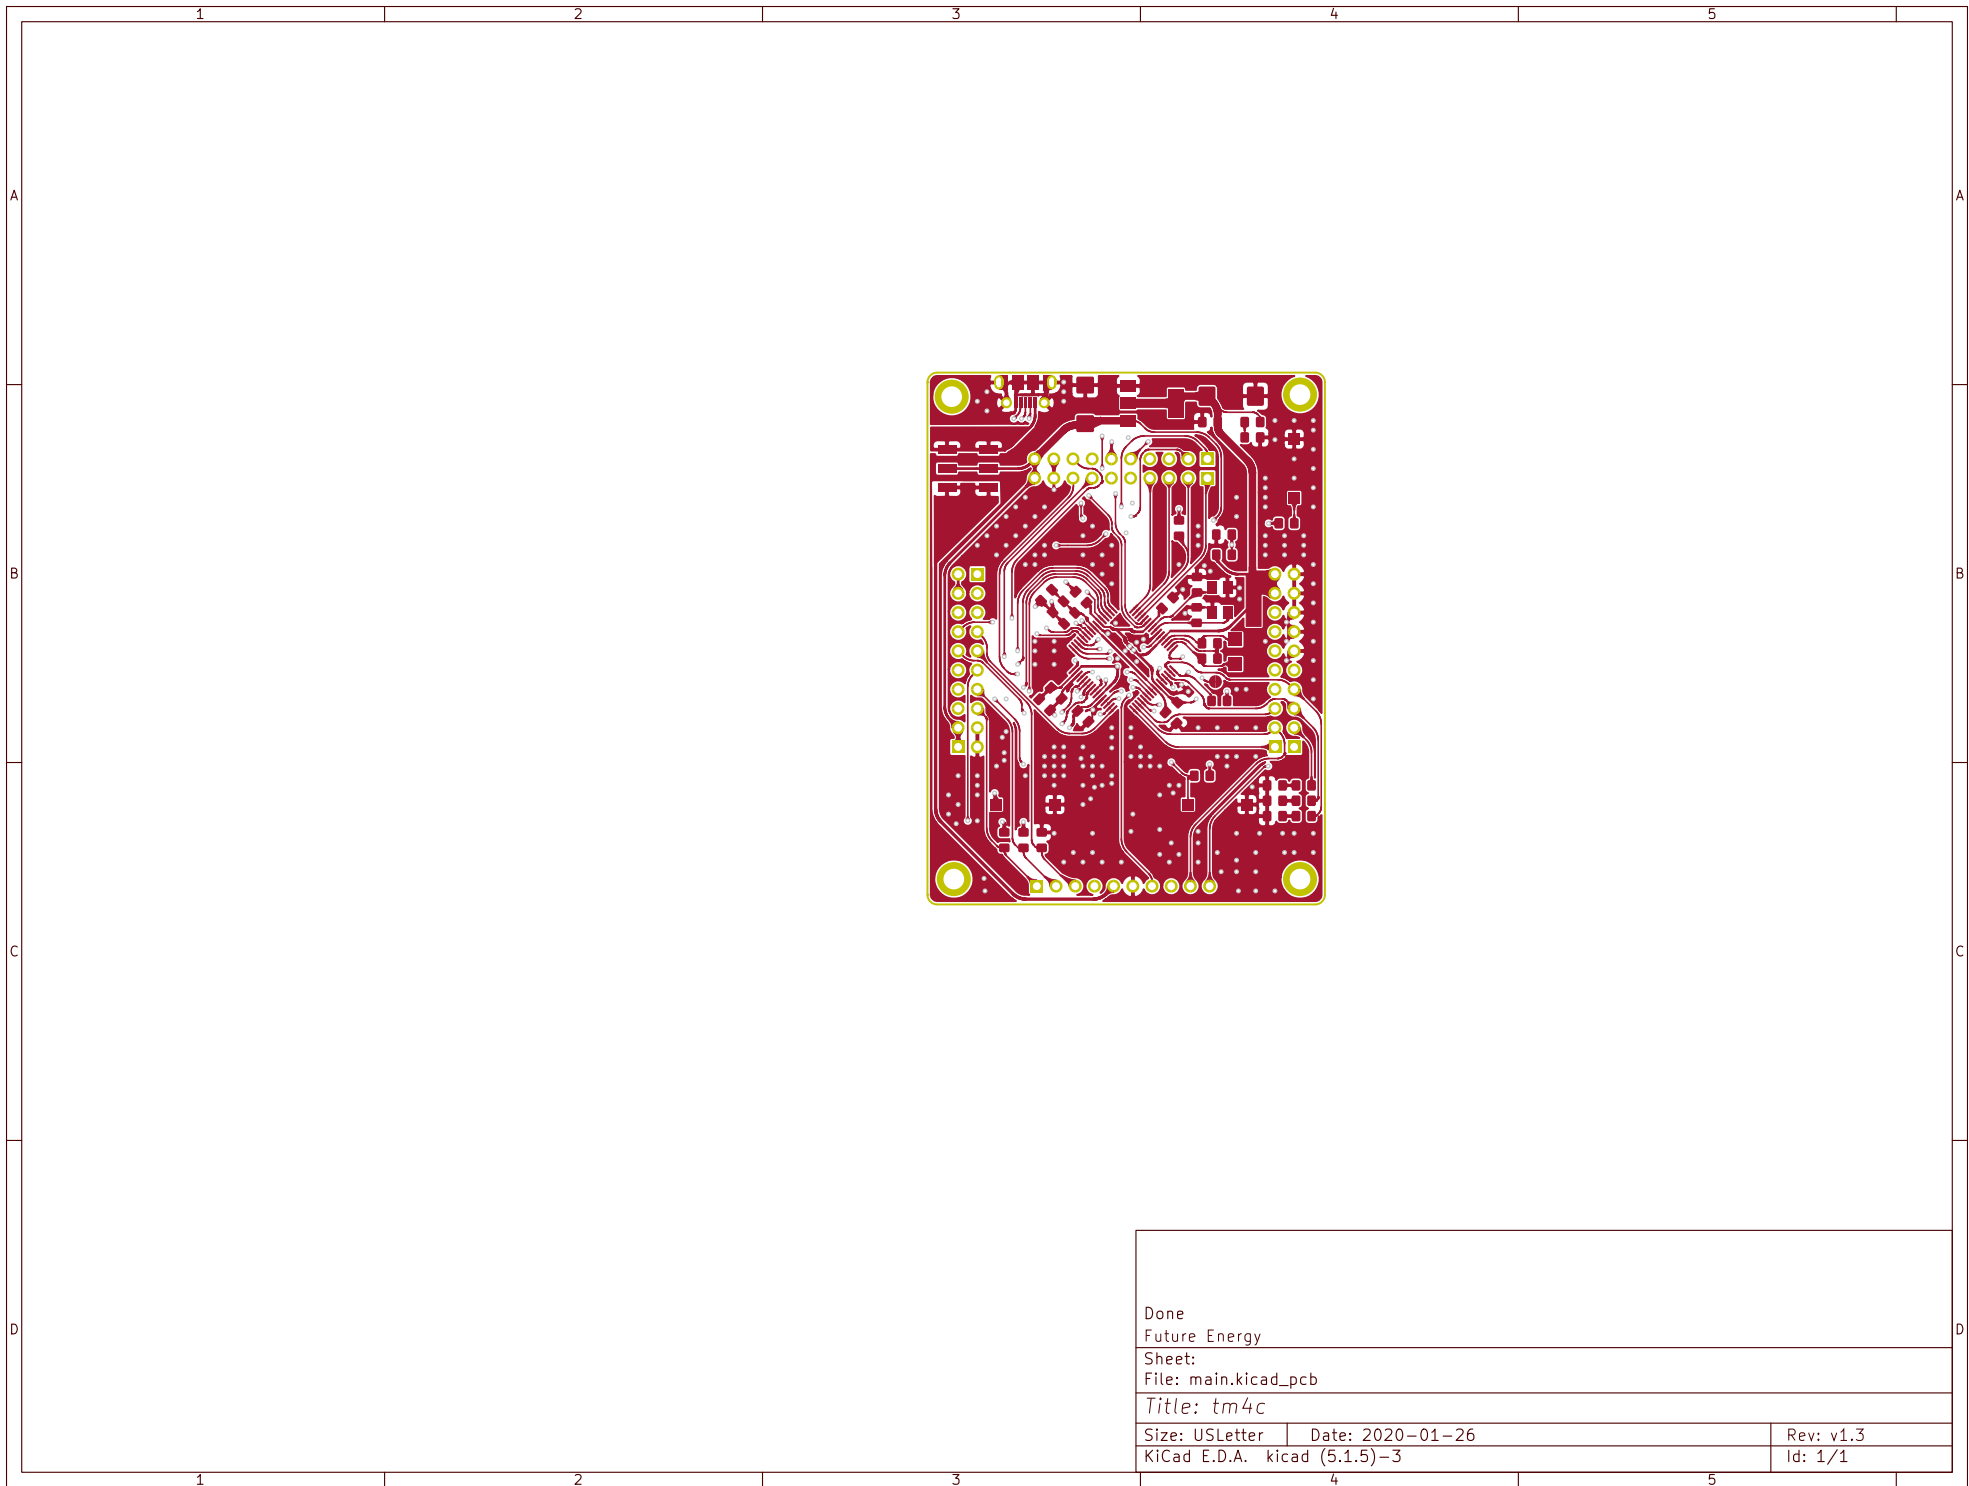 1 2 3 4 5
A A
B B
C C
D D
Done
Future Energy
Sheet:
File: main.kicad_pcb
Title: tm4c
Size: USLetter Date: 2020-01-26 Rev: v1.3
KiCad E.D.A. kicad (5.1.5)-3 Id: 1/1
1 2 3 4 5